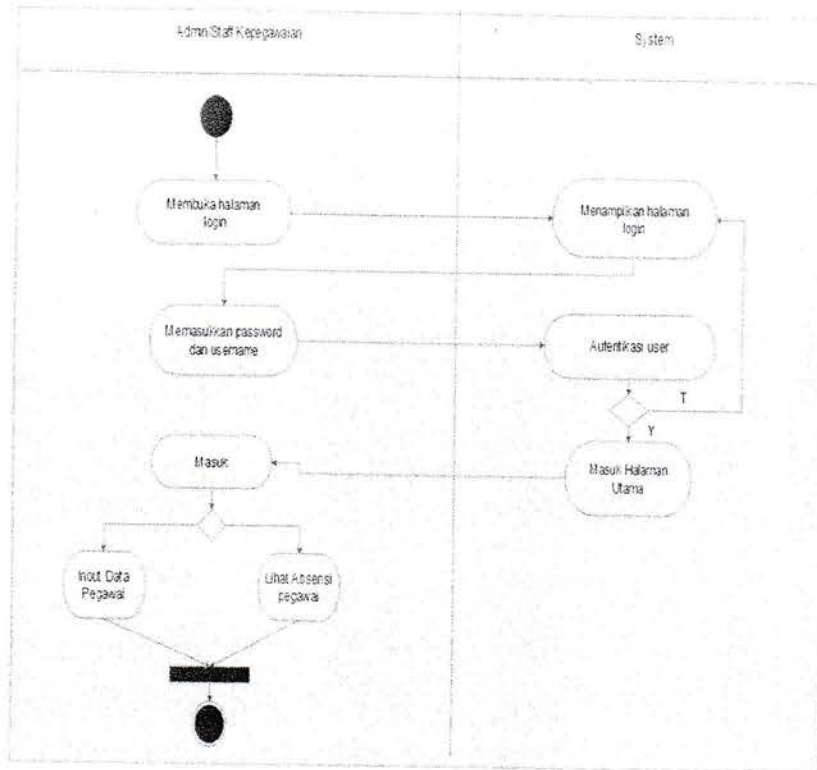 Admin Staff Kepegawaian
System
Membuka halaman
login
Menampilkan halaman
login
Memasukkan password
dan username
Autentikasi user
T
Y
Masuk
Masuk Halaman
Utama
Input Data
Pegawai
Lihat Absensi
pegawai